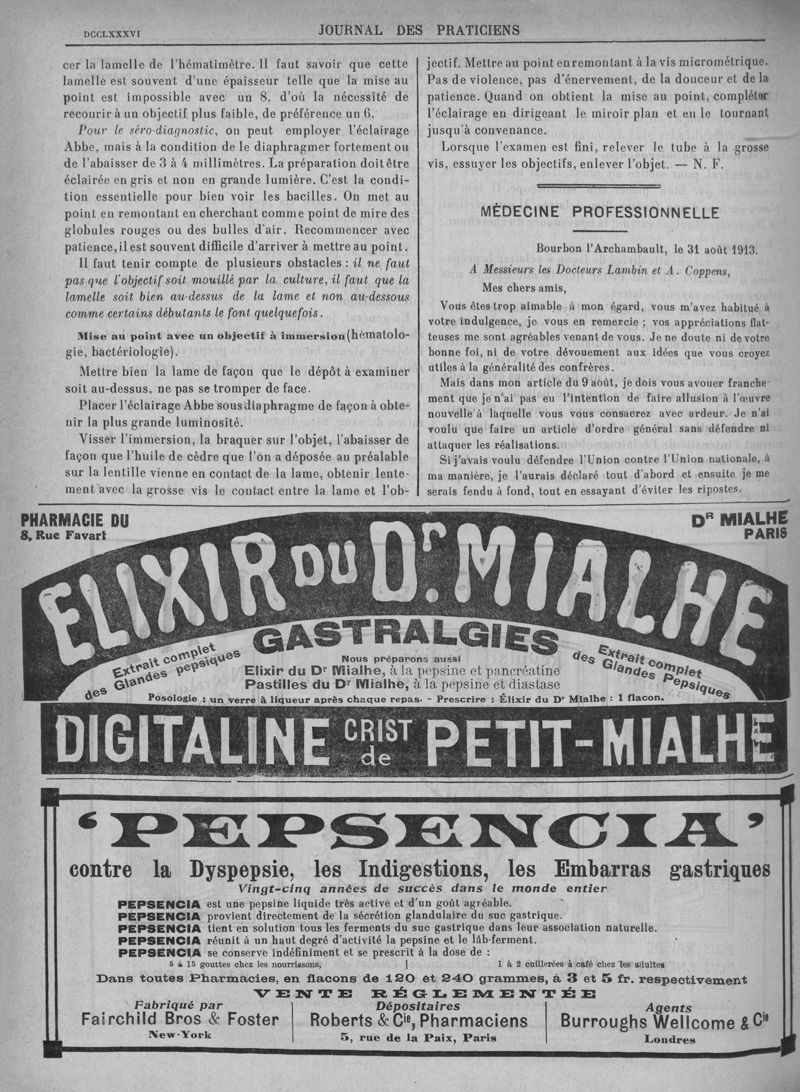 DCCLXXXVI
JOURNAL DES PRATICIENS
cer la lamelle de l'hématimètre. Il faut savoir que cette
lamelle est souvent d'une épaisseur telle que la mise au
point est impossible avec un 8, d'où la nécessité de
recourir à un objectif plus faible, de préférence un 6.
Pour le séro-diagnostic, on peut employer l'éclairage
Abbe, mais à la condition de le diaphragmer fortement ou
de l'abaisser de 3 à 4 millimètres. La préparation doit être
éclairée en gris et non en grande lumière. C'est la condi-
tion essentielle pour bien voir les bacilles. On met au
point en remontant en cherchant comme point de mire des
globules rouges ou des bulles d'air. Recommencer avec
patience, il est souvent difficile d'arriver à mettre au point.
Il faut tenir compte de plusieurs obstacles : il ne faut
pas que l'objectif soit mouillé par la culture, il faut que la
lamelle soit bien au-dessus de la lame et non au-dessous
comme certains débutants le font quelquefois.
Mise au point avec un objectif à immersion (hématolo-
gie, bactériologie).
Mettre bien la lame de façon que le dépôt à examiner
soit au-dessus, ne pas se tromper de face.
Placer l'éclairage Abbe sous diaphragme de façon à obte-
nir la plus grande luminosité.
Visser l'immersion, la braquer sur l'objet, l'abaisser de
façon que l'huile de cèdre que l'on a déposée au préalable
sur la lentille vienne en contact de la lame, obtenir lente-
ment avec la grosse vis le contact entre la lame et l'ob-
jectif. Mettre au point en remontant à la vis micrométrique.
Pas de violence, pas d'énervement, de la douceur et de la
patience. Quand on obtient la mise au point, compléter
l'éclairage en dirigeant le miroir plan et en le tournant
jusqu'à convenance.
Lorsque l'examen est fini, relever le tube à la grosse
vis, essuyer les objectifs, enlever l'objet. — N. F.
MÉDECINE PROFESSIONNELLE
Bourbon l'Archambault, le 31 août 1913.
A Messieurs les Docteurs Lambin et A. Coppens,
Mes chers amis,
Vous êtes trop aimable à mon égard, vous m'avez habitué à
votre indulgence, je vous en remercie ; vos appréciations flat-
teuses me sont agréables venant de vous. Je ne doute ni de votre
bonne foi, ni de votre dévouement aux idées que vous croyez
utiles à la généralité des confrères.
Mais dans mon article du 9 août, je dois vous avouer franche-
ment que je n'ai pas eu l'intention de faire allusion à l'œuvre
nouvelle à laquelle vous vous consacrez avec ardeur. Je n'ai
voulu que faire un article d'ordre général sans défendre ni
attaquer les réalisations.
Si j'avais voulu défendre l'Union contre l'Union nationale, à
ma manière, je l'aurais déclaré tout d'abord et ensuite je me
serais fendu à fond, tout en essayant d'éviter les ripostes.
PHARMACIE DU
8, Rue Favart
DR MIALHE
PARIS
ELIXIR DU Dr. MIALHE
GASTRALGIES
Extrait complet
des Glandes pepsiques
Nous préparons aussi
Elixir du Dr Mialhe, à la pepsine et pancréatine
Pastilles du Dr Mialhe, à la pepsine et diastase
Extrait complet
des Glandes Pepsiques
Posologie : un verre à liqueur après chaque repas. - Prescrire : Élixir du Dr Mialhe : 1 flacon.
DIGITALINE CRIST de PETIT-MIALHE
'PEPSENCIA'
contre la Dyspepsie, les Indigestions, les Embarras gastriques
Vingt-cinq années de succès dans le monde entier
PEPSENCIA est une pepsine liquide très active et d'un goût agréable.
PEPSENCIA provient directement de la sécrétion glandulaire du suc gastrique.
PEPSENCIA tient en solution tous les ferments du suc gastrique dans leur association naturelle.
PEPSENCIA réunit à un haut degré d'activité la pepsine et le lab-ferment.
PEPSENCIA se conserve indéfiniment et se prescrit à la dose de :
5 à 15 gouttes chez les nourrissons, | 1 à 2 cuillerées à café chez les adultes
Dans toutes Pharmacies, en flacons de 120 et 240 grammes, à 3 et 5 fr. respectivement
VENTE RÉGLEMENTÉE
Fabriqué par
Fairchild Bros & Foster
New-York
Dépositaires
Roberts & Cie, Pharmaciens
5, rue de la Paix, Paris
Agents
Burroughs Wellcome & Cie
Londres